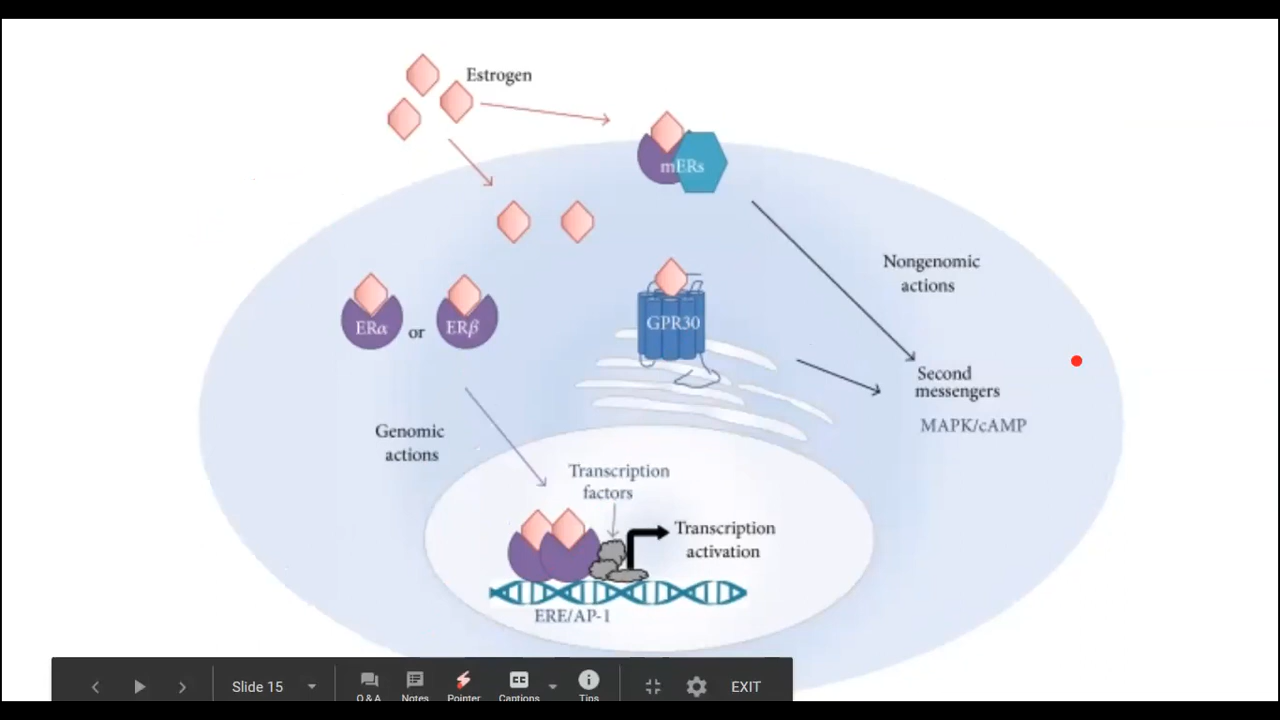 Estrogen
mERs
Nongenomic
actions
GPR30
ERα or ERβ
Second
messengers
MAPK/cAMP
Genomic
actions
Transcription
factors
Transcription
activation
ERE/AP-1
Slide 15
Q & A
Notes
Pointer
CC
Captions
Tips
EXIT